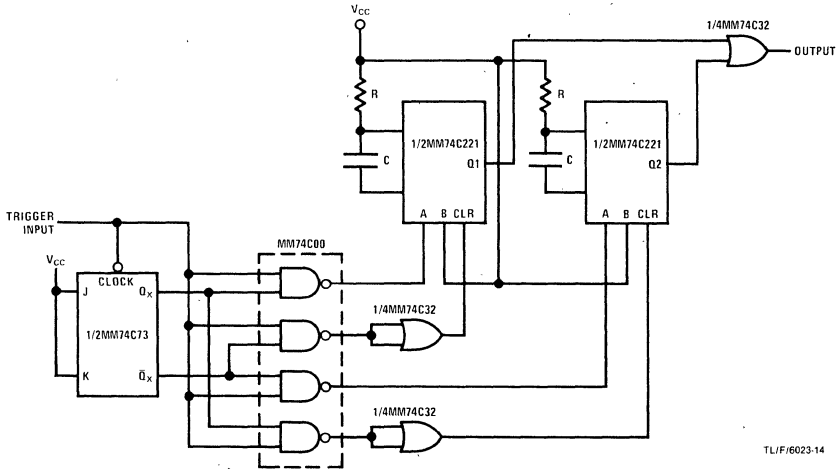 VCC
1/4MM74C32
OUTPUT
R
R
1/2MM74C221
1/2MM74C221
C
Q1
C
Q2
A B CLR
A B CLR
TRIGGER
INPUT
VCC
MM74C00
CLOCK
J QX
1/4MM74C32
1/2MM74C73
K Q̅X
1/4MM74C32
TL/F/6023-14